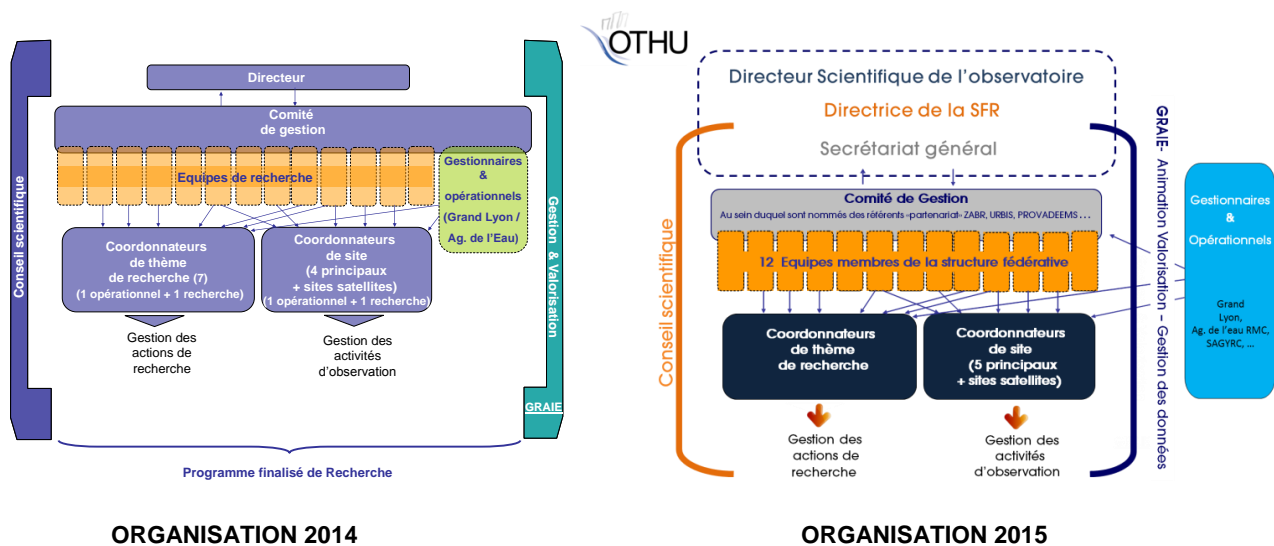 Directeur
Comité
de gestion
Equipes de recherche
Gestionnaires
&
opérationnels
(Grand Lyon /
Ag. de l'Eau)
Coordonnateurs
de thème
de recherche (7)
(1 opérationnel + 1 recherche)
Coordonnateurs
de site
(4 principaux
+ sites satellites)
(1 opérationnel + 1 recherche)
Gestion des
actions de
recherche
Gestion des
activités
d'observation
Conseil scientifique
Gestion & Valorisation
GRAIE
Programme finalisé de Recherche
ORGANISATION 2014
OTHU
Directeur Scientifique de l'observatoire
Directrice de la SFR
Secrétariat général
Comité de Gestion
Au sein duquel sont nommés des référents «partenariat» ZABR, URBIS, PROVADEEMS ...
12 Equipes membres de la structure fédérative
Coordonnateurs
de thème
de recherche
Coordonnateurs
de site
(5 principaux
+ sites satellites)
Gestion des
actions de
recherche
Gestion des
activités
d'observation
Conseil scientifique
GRAIE- Animation Valorisation – Gestion des données
Gestionnaires
&
Opérationnels
Grand
Lyon,
Ag. de l'eau RMC,
SAGYRC, ...
ORGANISATION 2015